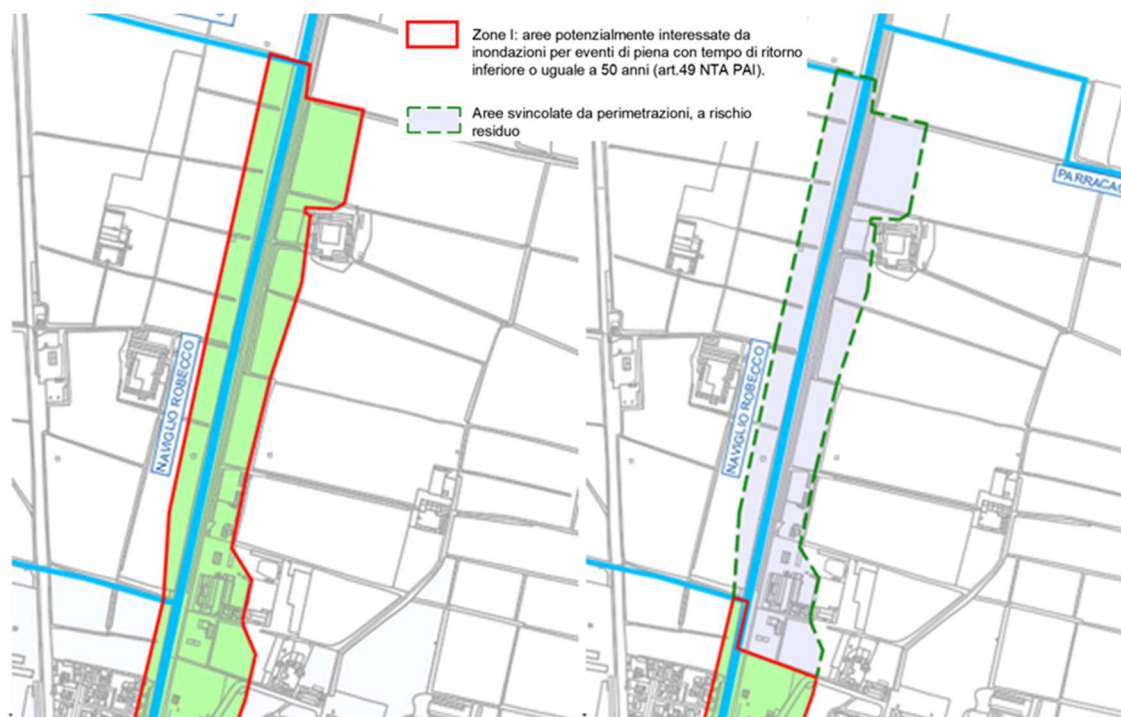 Zone I: aree potenzialmente interessate da
inondazioni per eventi di piena con tempo di ritorno
inferiore o uguale a 50 anni (art.49 NTA PAI).
Aree svincolate da perimetrazioni, a rischio
residuo
NAVIGLIO ROBECCO
NAVIGLIO ROBECCO